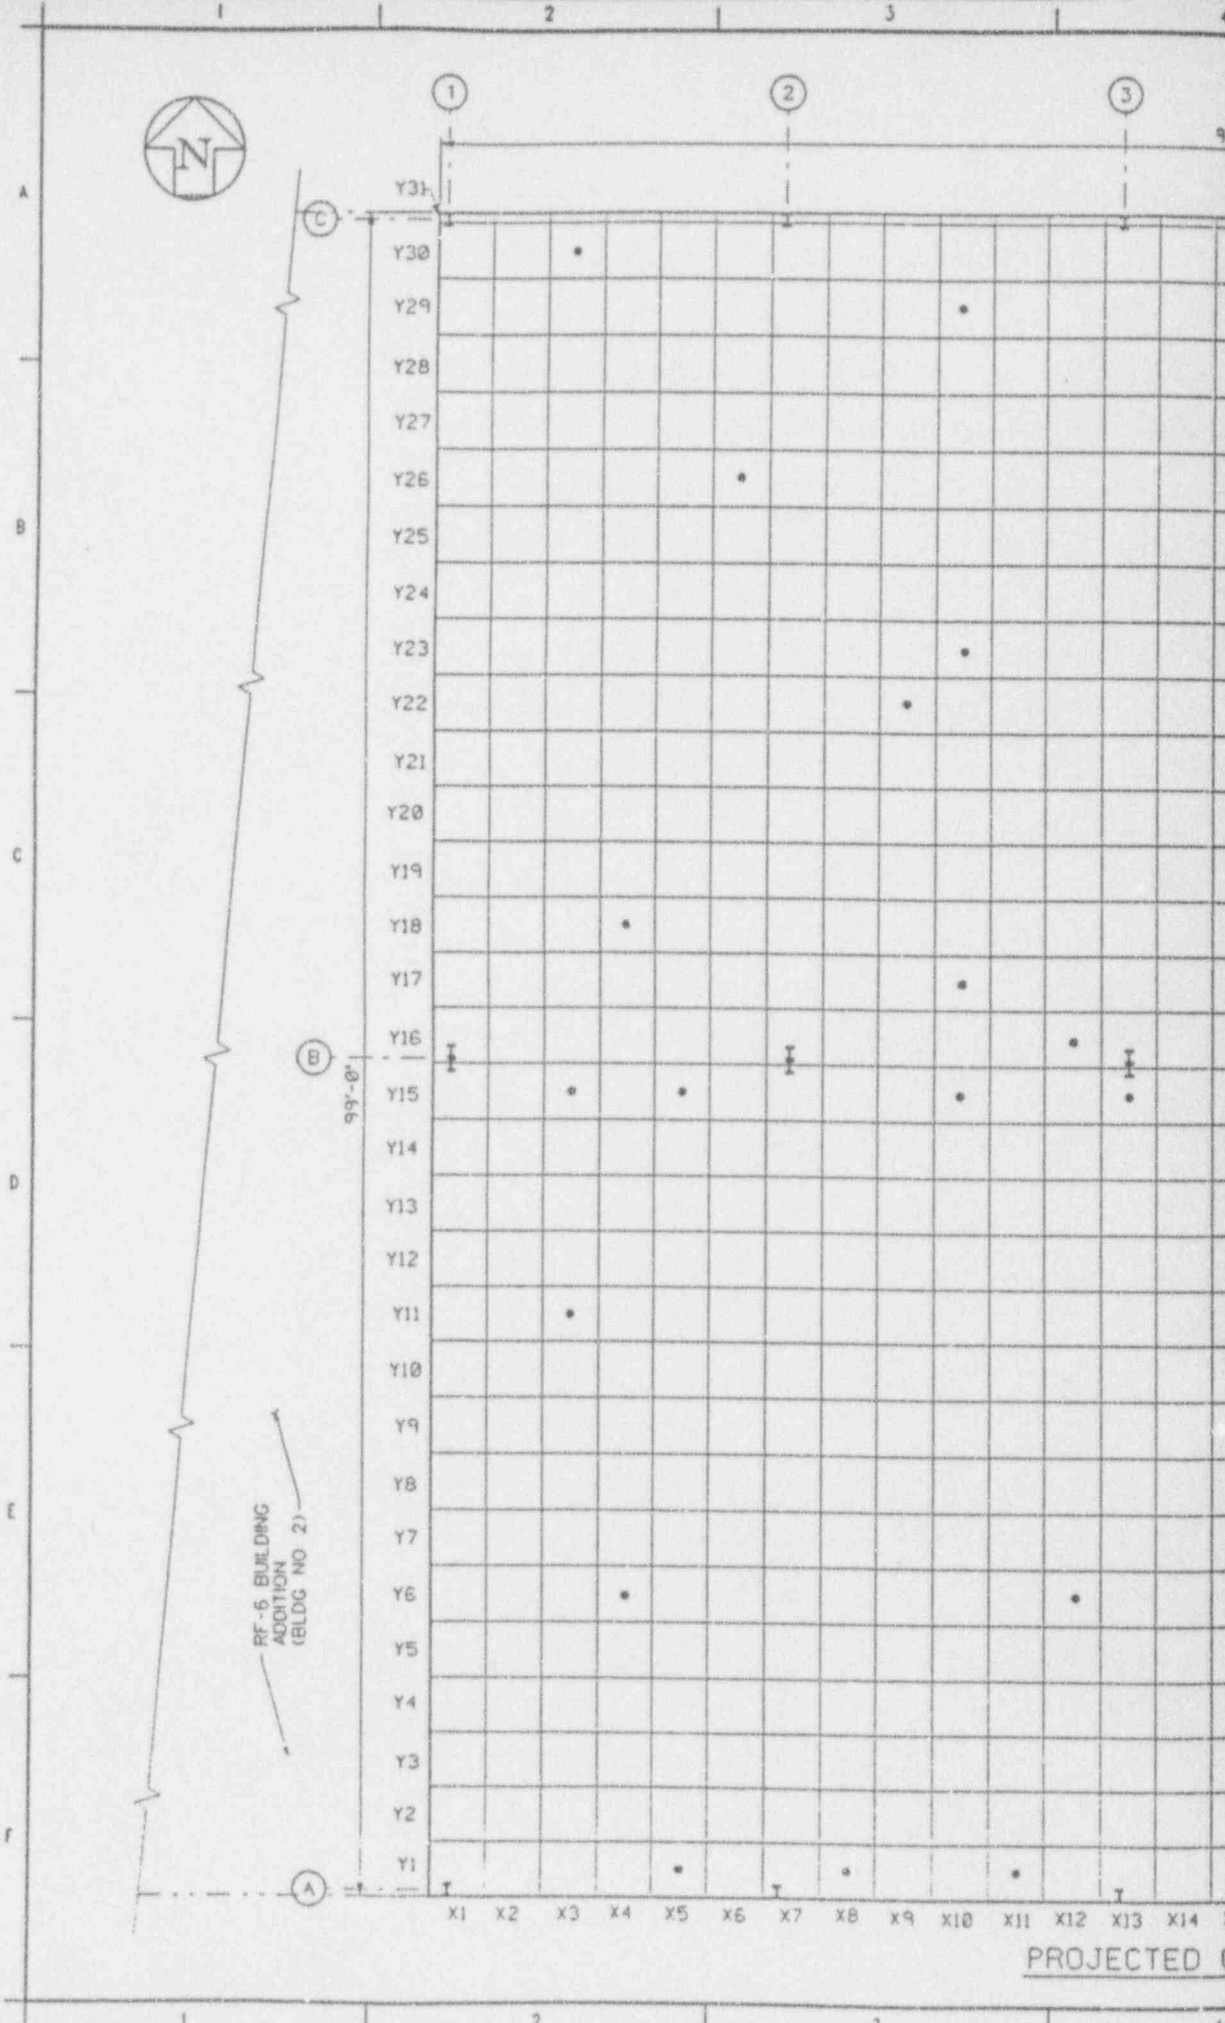 1
2
3
1
2
3
N
A
Y31
C
Y30
Y29
Y28
Y27
Y26
B
Y25
Y24
Y23
Y22
Y21
Y20
C
Y19
Y18
Y17
Y16
B
99'-0"
Y15
Y14
D
Y13
Y12
Y11
Y10
Y9
Y8
E
Y7
RF-6 BUILDING
ADDITION
(BLDG NO 2)
Y6
Y5
Y4
Y3
Y2
F
Y1
A
X1 X2 X3 X4 X5 X6 X7 X8 X9 X10 X11 X12 X13 X14
PROJECTED
1
2